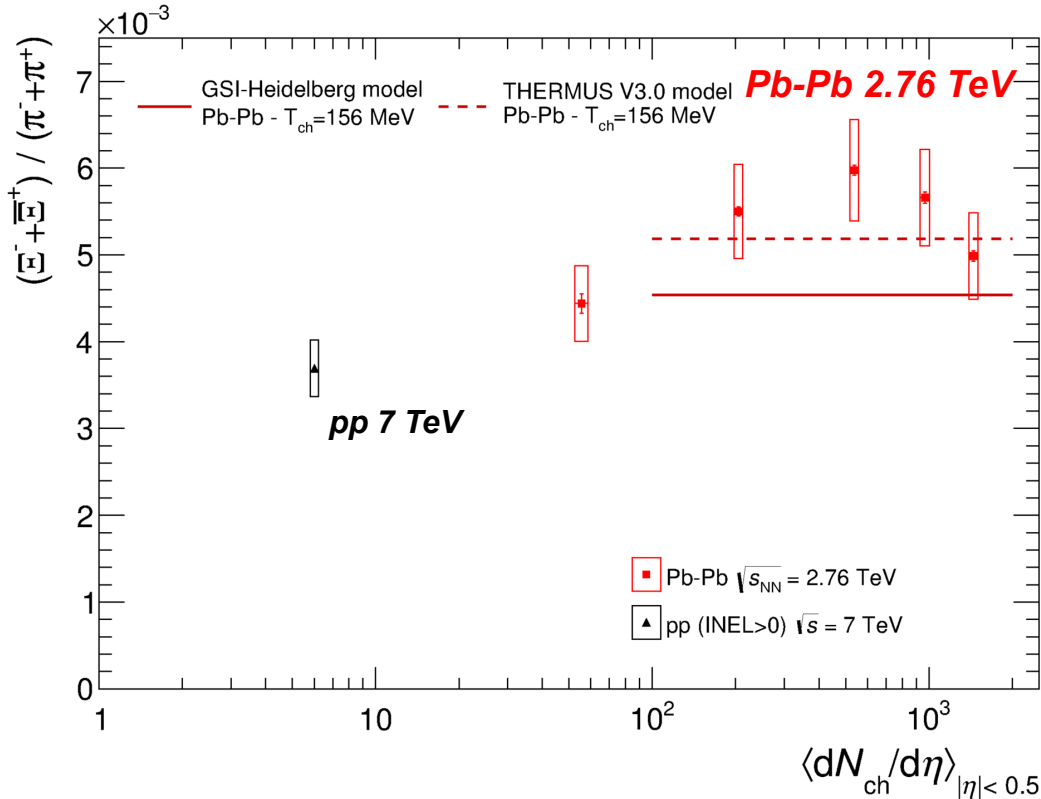 ×10⁻³
(Ξ⁻+Ξ̅⁺) / (π⁻+π⁺)
7
6
5
4
3
2
1
0
GSI-Heidelberg model
Pb-Pb - T_ch=156 MeV
THERMUS V3.0 model
Pb-Pb - T_ch=156 MeV
Pb-Pb 2.76 TeV
pp 7 TeV
Pb-Pb √s_NN = 2.76 TeV
pp (INEL>0) √s = 7 TeV
1 10 10² 10³
⟨dN_ch/dη⟩_|η|< 0.5